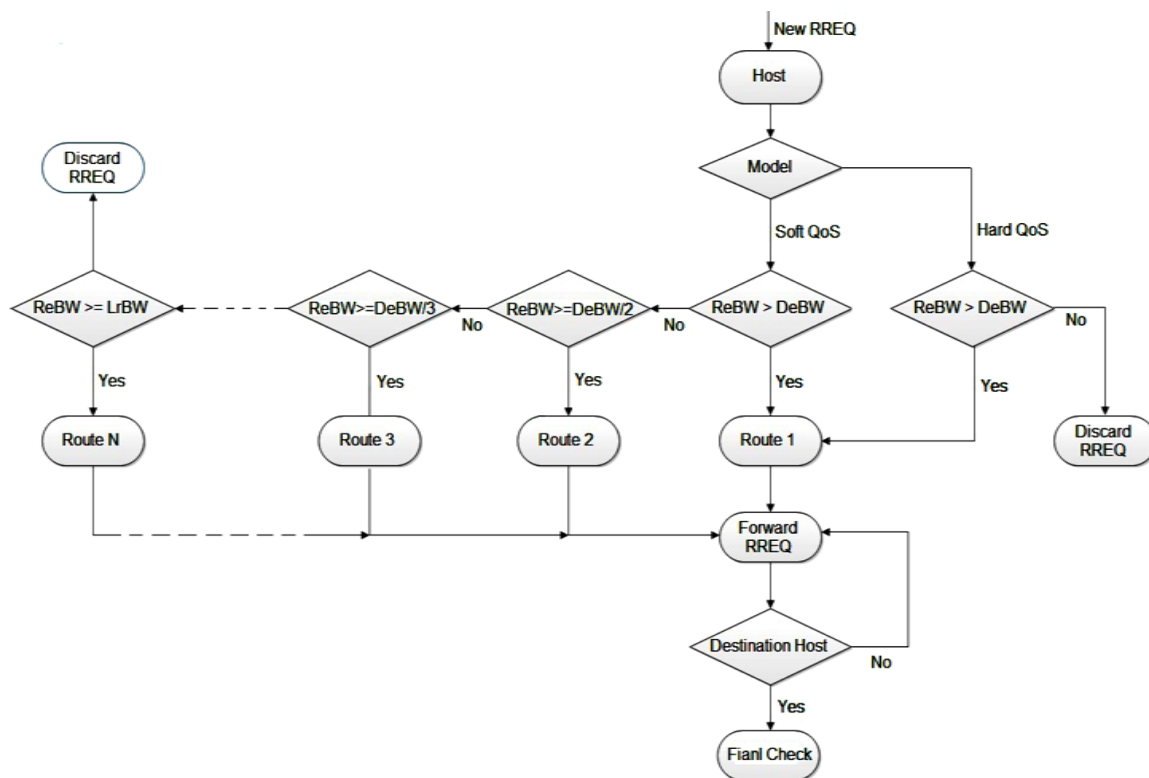 New RREQ
Host
Model
Discard
RREQ
Soft QoS
Hard QoS
ReBW >= LrBW
ReBW>=DeBW/3
No
ReBW>=DeBW/2
No
ReBW > DeBW
ReBW > DeBW
No
Yes
Yes
Yes
Yes
Yes
Route N
Route 3
Route 2
Route 1
Discard
RREQ
Forward
RREQ
Destination Host
No
Yes
Fianl Check